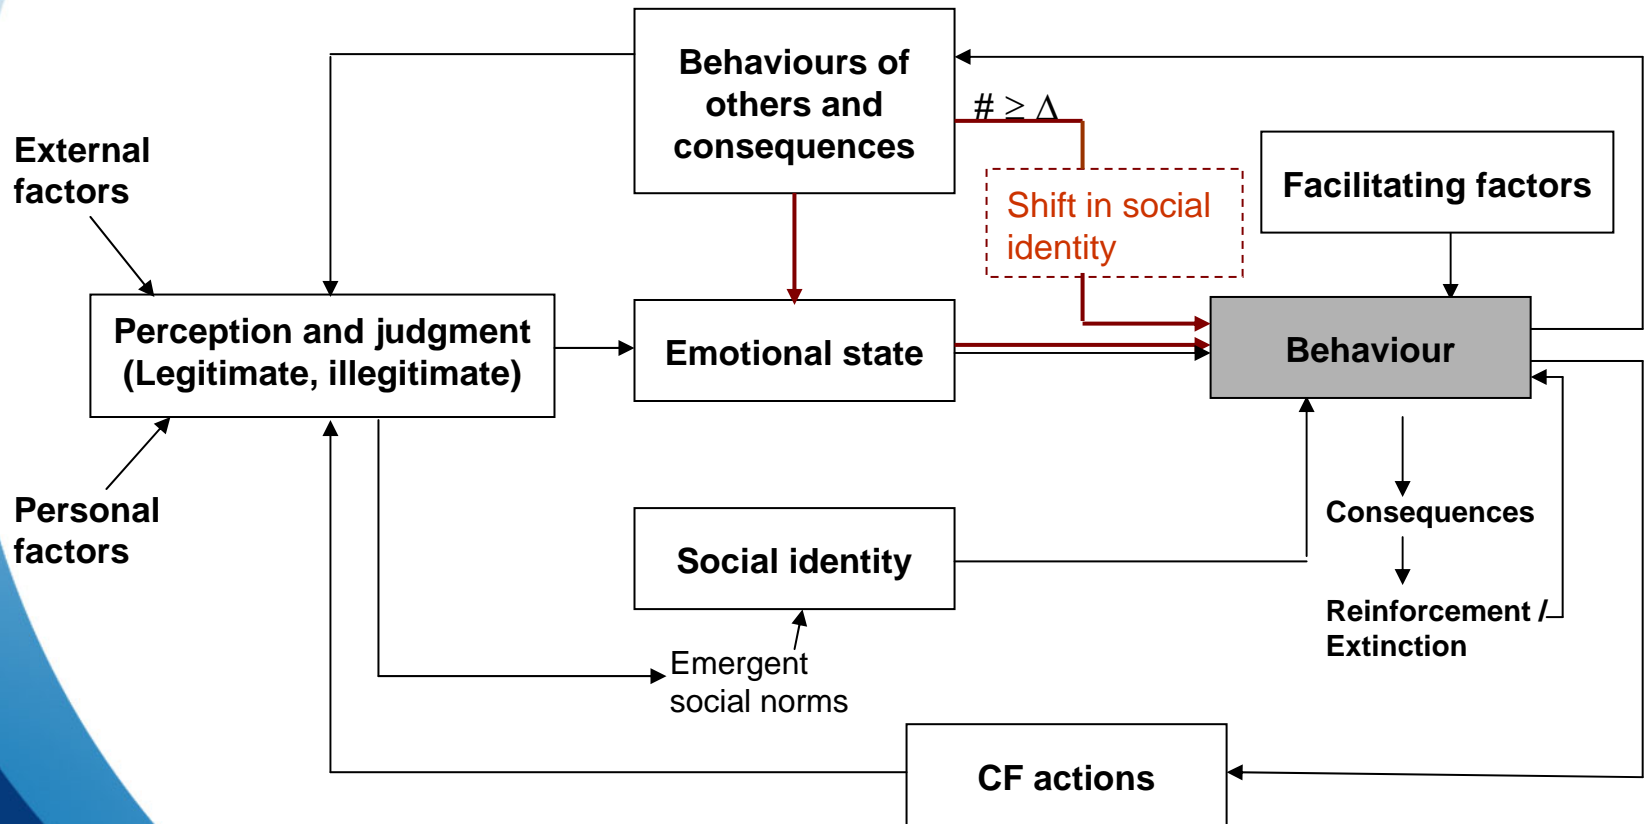 Behaviours of
others and
consequences
# ≥ Δ
External
factors
Shift in social
identity
Facilitating factors
Perception and judgment
(Legitimate, illegitimate)
Emotional state
Behaviour
Personal
factors
Social identity
Consequences
Reinforcement /
Extinction
Emergent
social norms
CF actions